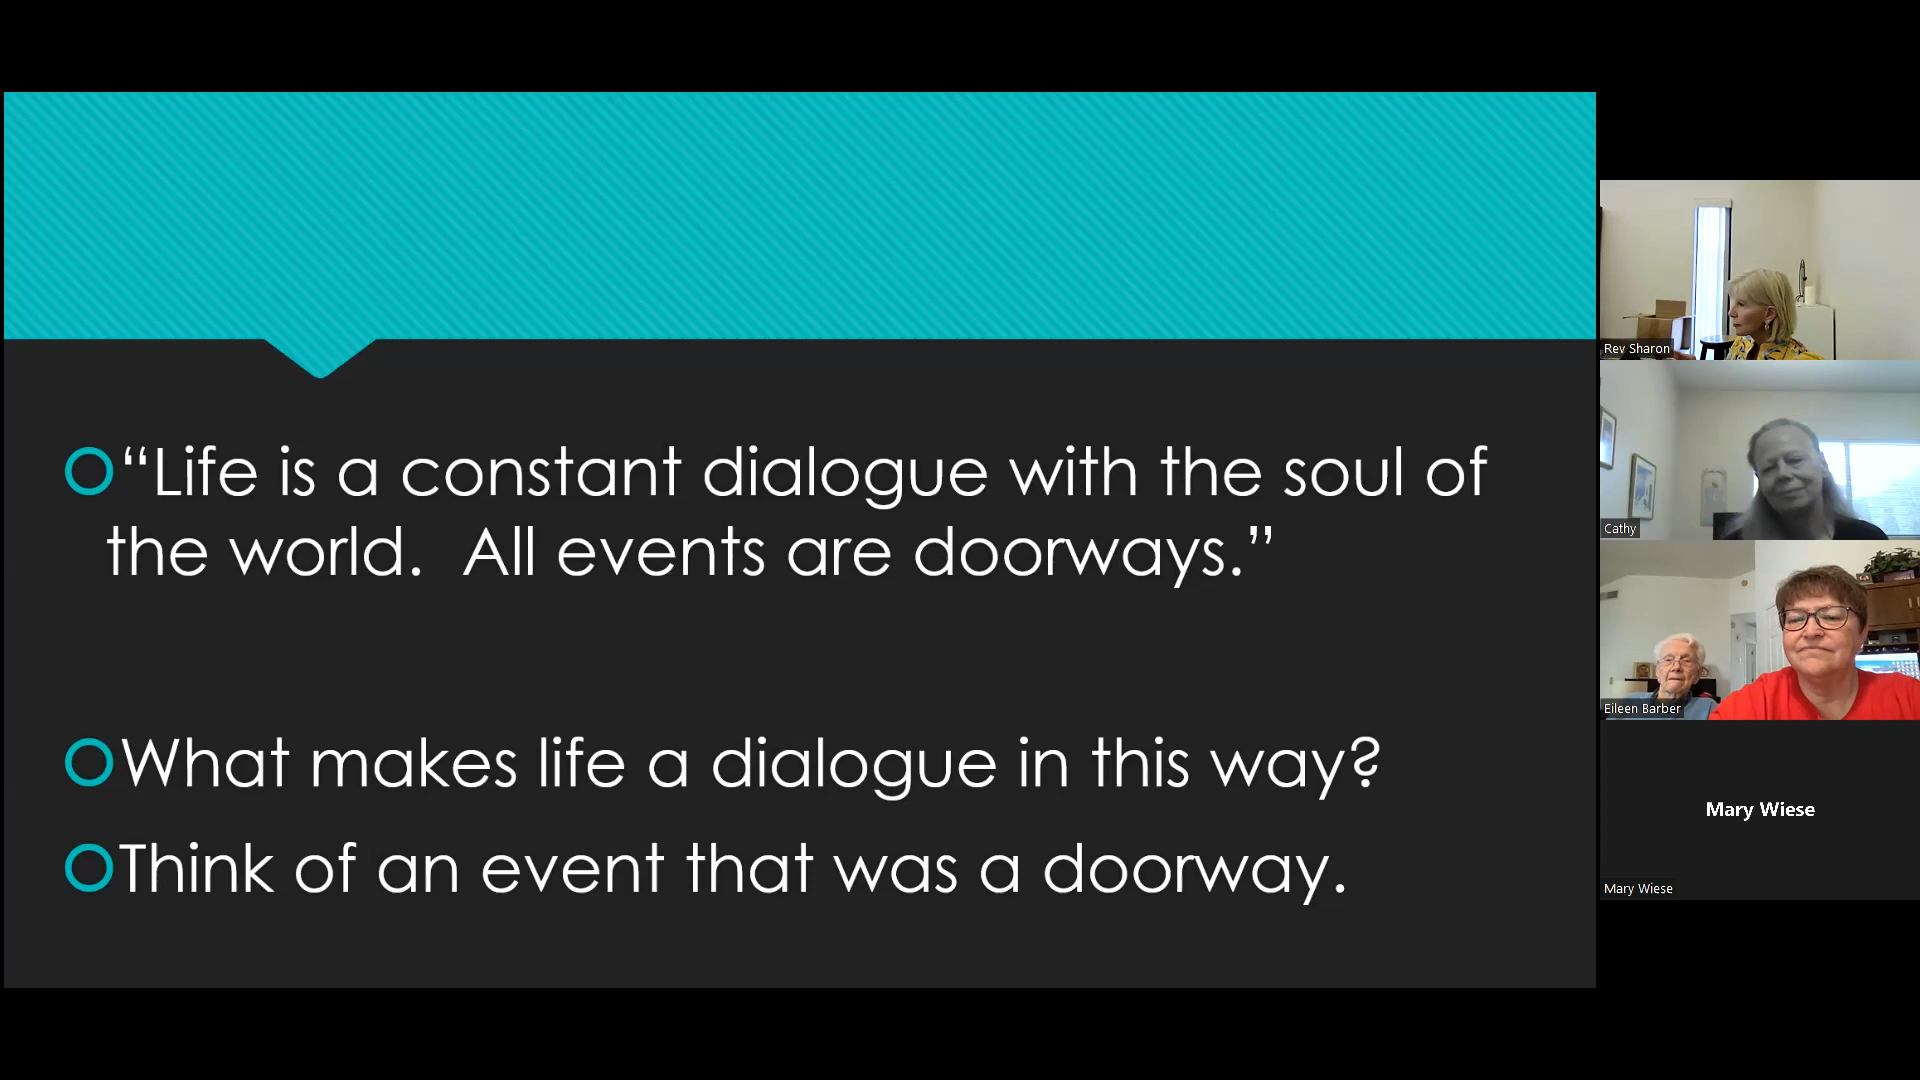 “Life is a constant dialogue with the soul of
the world.  All events are doorways.”
What makes life a dialogue in this way?
Think of an event that was a doorway.
Rev Sharon
Cathy
Eileen Barber
Mary Wiese
Mary Wiese